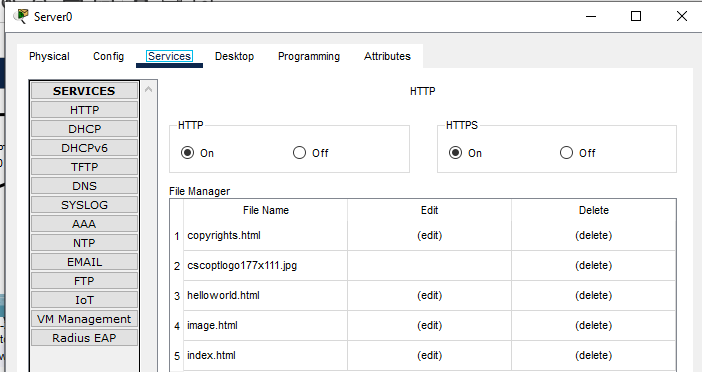 Server0
Physical Config Services Desktop Programming Attributes
SERVICES
HTTP
DHCP
DHCPv6
TFTP
DNS
SYSLOG
AAA
NTP
EMAIL
FTP
IoT
VM Management
Radius EAP
HTTP
HTTP
On Off
HTTPS
On Off
File Manager
File Name Edit Delete
1 copyrights.html (edit) (delete)
2 cscoptlogo177x111.jpg (delete)
3 helloworld.html (edit) (delete)
4 image.html (edit) (delete)
5 index.html (edit) (delete)